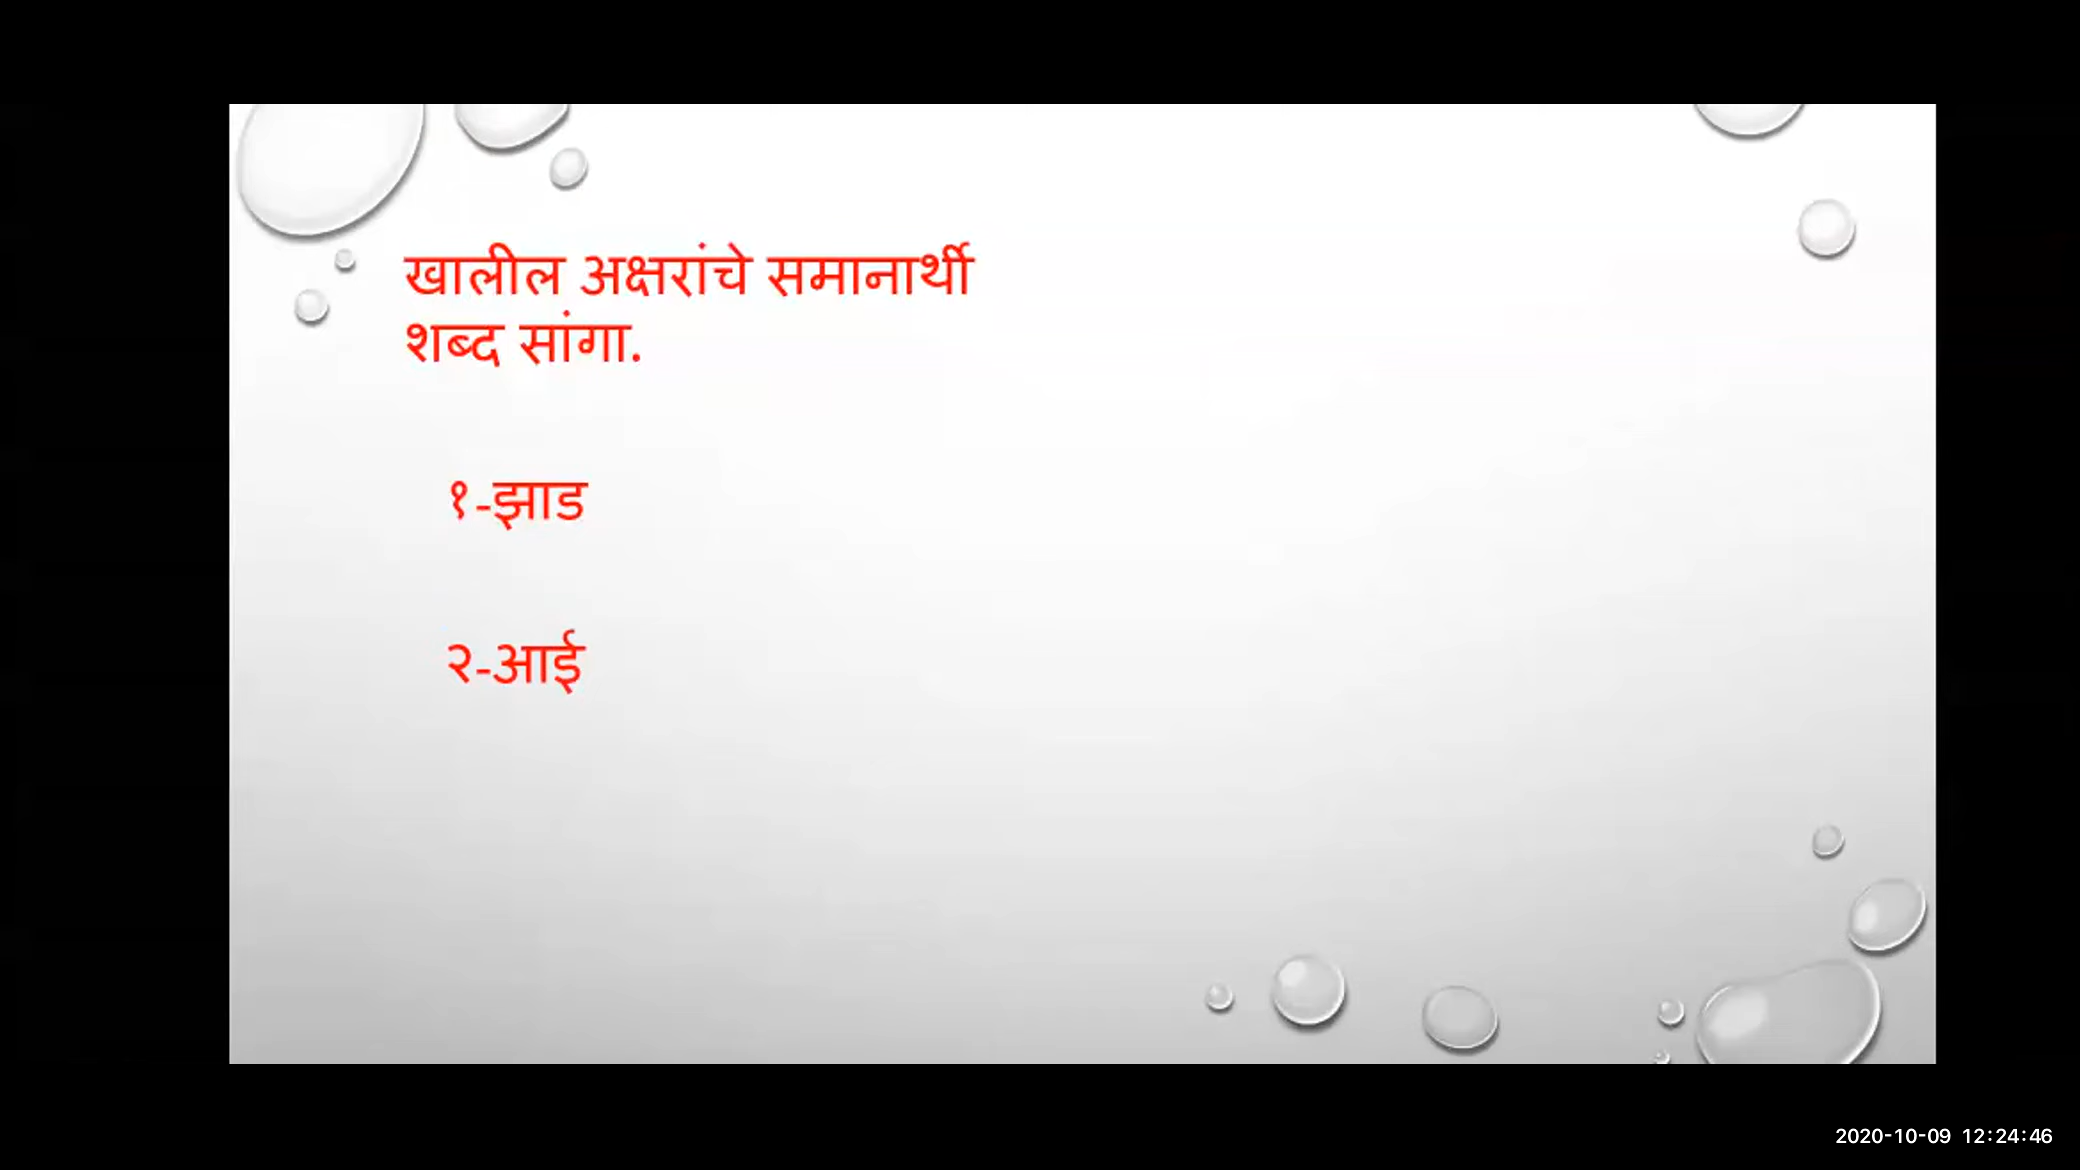 खालील अक्षरांचे समानार्थी
शब्द सांगा.
१-झाड
२-आई
2020-10-09 12:24:46